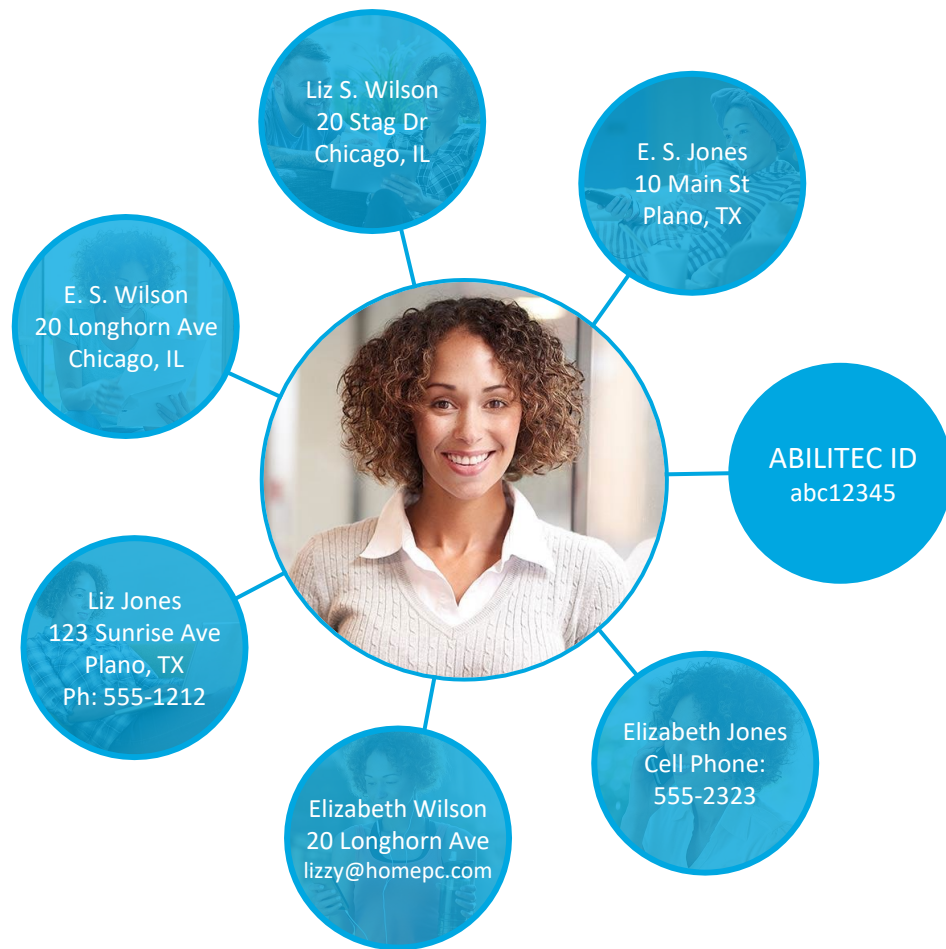 Liz S. Wilson
20 Stag Dr
Chicago, IL
E. S. Jones
10 Main St
Plano, TX
E. S. Wilson
20 Longhorn Ave
Chicago, IL
ABILITEC ID
abc12345
Liz Jones
123 Sunrise Ave
Plano, TX
Ph: 555-1212
Elizabeth Jones
Cell Phone:
555-2323
Elizabeth Wilson
20 Longhorn Ave
lizzy@homepc.com